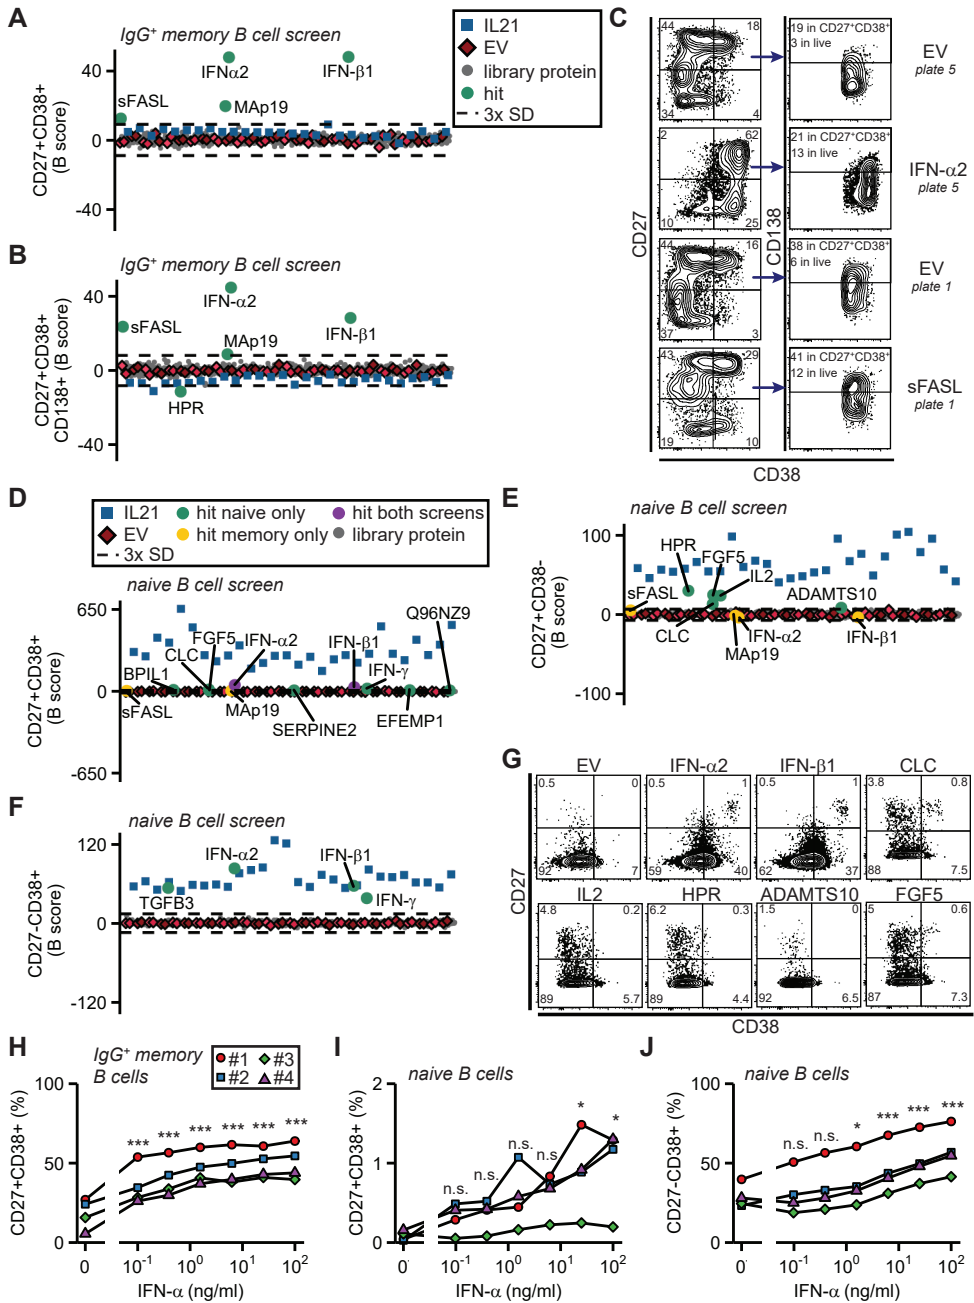 A
IgG⁺ memory B cell screen
IL21
EV
library protein
hit
3x SD
CD27+CD38+
(B score)
40
0
-40
IFNα2
IFN-β1
sFASL
MAp19
B
IgG⁺ memory B cell screen
CD27+CD38+
CD138+ (B score)
40
0
-40
IFN-α2
sFASL
IFN-β1
MAp19
HPR
C
44
18
34
4
19 in CD27⁺CD38⁺
3 in live
EV
plate 5
2
62
10
25
21 in CD27⁺CD38⁺
13 in live
IFN-α2
plate 5
44
16
37
3
38 in CD27⁺CD38⁺
6 in live
EV
plate 1
43
29
19
10
41 in CD27⁺CD38⁺
12 in live
sFASL
plate 1
CD27
CD138
CD38
D
IL21
hit naive only
hit both screens
EV
hit memory only
library protein
3x SD
naive B cell screen
CD27+CD38+
(B score)
650
0
-650
Q96NZ9
FGF5
IFN-α2
IFN-β1
CLC
IFN-γ
BPIL1
sFASL
MAp19
SERPINE2
EFEMP1
E
naive B cell screen
CD27+CD38-
(B score)
100
0
-100
HPR
FGF5
IL2
sFASL
ADAMTS10
CLC
IFN-α2
IFN-β1
MAp19
F
naive B cell screen
CD27-CD38+
(B score)
120
0
-120
IFN-α2
IFN-β1
TGFB3
IFN-γ
G
EV
IFN-α2
IFN-β1
CLC
0.5
0
92
7
0.5
1
59
40
0.5
1
62
37
3.8
0.8
88
7.5
IL2
HPR
ADAMTS10
FGF5
4.8
0.2
89
5.7
6.2
0.3
89
4.4
1.5
0
92
6.5
5
0.6
87
7.3
CD27
CD38
H
IgG⁺ memory
B cells
#1
#3
#2
#4
CD27+CD38+ (%)
100
50
0
*** *** *** *** *** ***
0 10⁻¹ 10⁰ 10¹ 10²
IFN-α (ng/ml)
I
naive B cells
CD27+CD38+ (%)
2
1
0
n.s. n.s. n.s. n.s. * *
0 10⁻¹ 10⁰ 10¹ 10²
IFN-α (ng/ml)
J
naive B cells
CD27-CD38+ (%)
100
50
0
n.s. n.s. * *** *** ***
0 10⁻¹ 10⁰ 10¹ 10²
IFN-α (ng/ml)